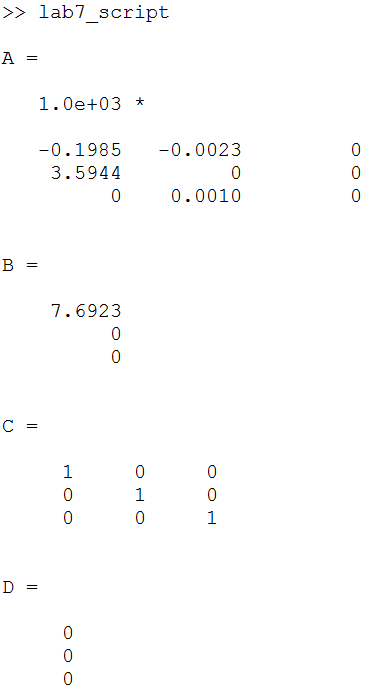 >> lab7_script
A =
1.0e+03 *
-0.1985 -0.0023 0
3.5944 0 0
0 0.0010 0
B =
7.6923
0
0
C =
1 0 0
0 1 0
0 0 1
D =
0
0
0